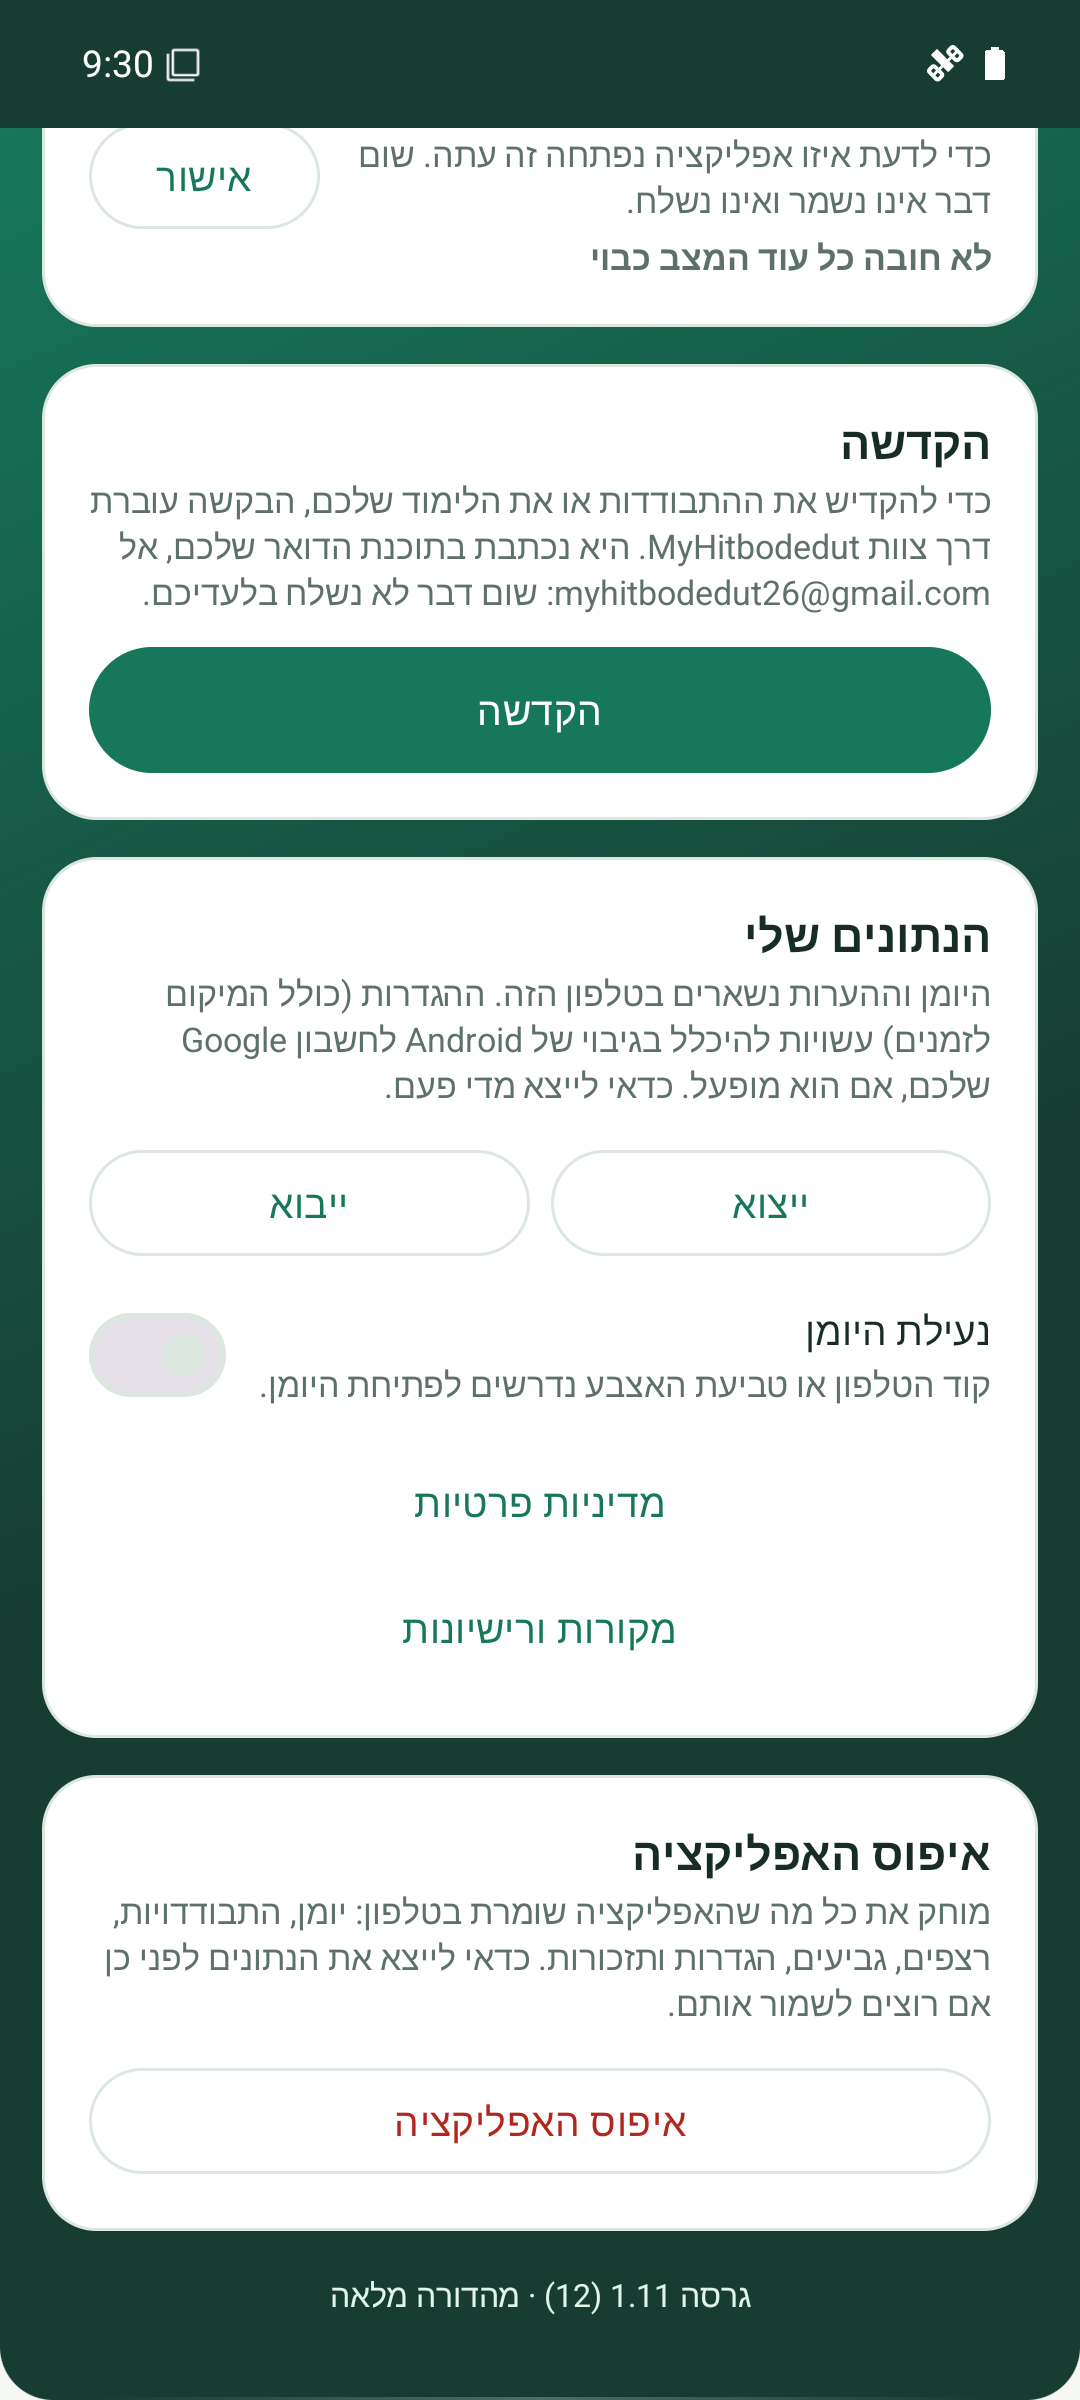 9:30
כדי לדעת איזו אפליקציה נפתחה זה עתה. שום
דבר אינו נשמר ואינו נשלח.
לא חובה כל עוד המצב כבוי
אישור
הקדשה
כדי להקדיש את ההתבודדות או את הלימוד שלכם, הבקשה עוברת
דרך צוות MyHitbodedut. היא נכתבת בתוכנת הדואר שלכם, אל
myhitbodedut26@gmail.com: שום דבר לא נשלח בלעדיכם.
הקדשה
הנתונים שלי
היומן וההערות נשארים בטלפון הזה. ההגדרות (כולל המיקום
לזמנים) עשויות להיכלל בגיבוי של Android לחשבון Google
שלכם, אם הוא מופעל. כדאי לייצא מדי פעם.
ייצוא
ייבוא
נעילת היומן
קוד הטלפון או טביעת האצבע נדרשים לפתיחת היומן.
מדיניות פרטיות
מקורות ורישיונות
איפוס האפליקציה
מוחק את כל מה שהאפליקציה שומרת בטלפון: יומן, התבודדויות,
רצפים, גביעים, הגדרות ותזכורות. כדאי לייצא את הנתונים לפני כן
אם רוצים לשמור אותם.
איפוס האפליקציה
גרסה 1.11 (12) · מהדורה מלאה